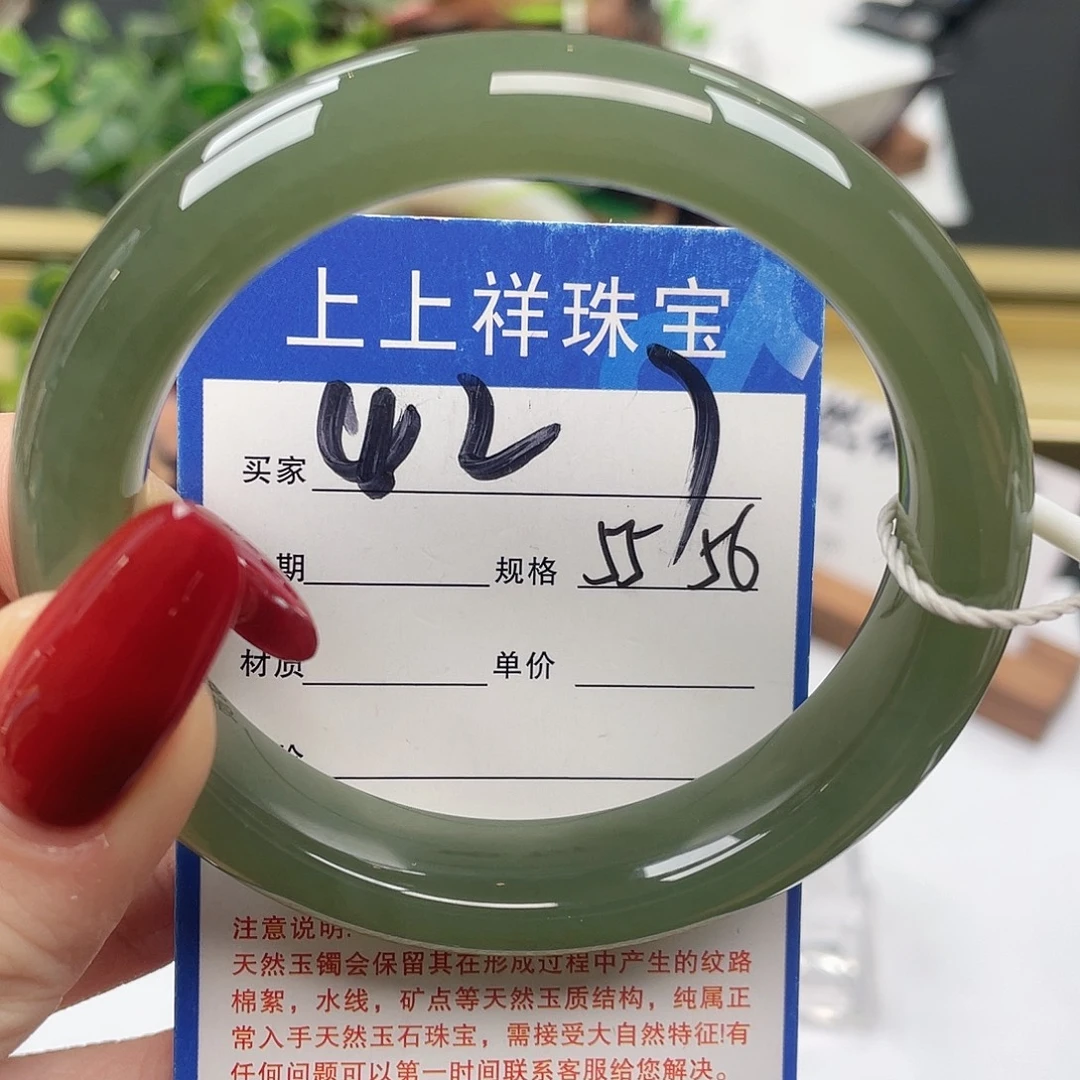 上上祥珠宝
买家
期 规格 55 56
材质 单价
注意说明:
天然玉镯会保留其在形成过程中产生的纹路
棉絮，水线，矿点等天然玉质结构，纯属正
常入手天然玉石珠宝，需接受大自然特征!有
任何问题可以第一时间联系客服给您解决。